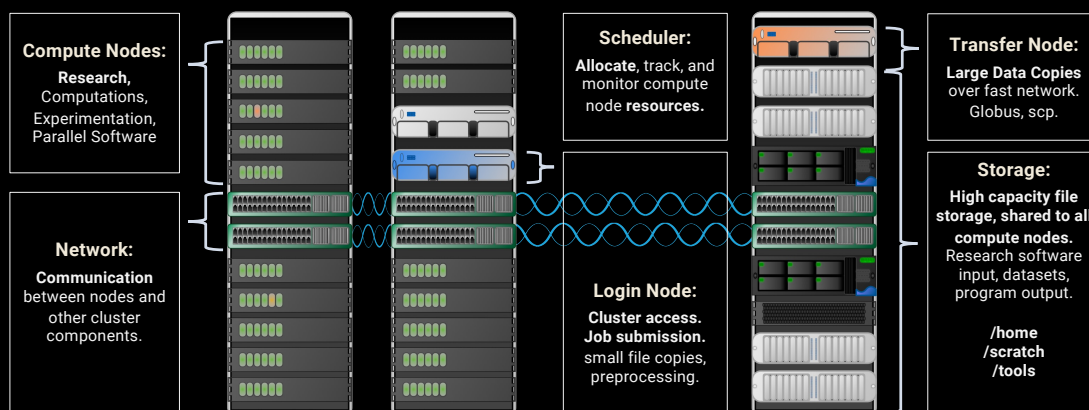 Compute Nodes:
Research,
Computations,
Experimentation,
Parallel Software
Network:
Communication
between nodes and
other cluster
components.
Scheduler:
Allocate, track, and
monitor compute
node resources.
Login Node:
Cluster access.
Job submission.
small file copies,
preprocessing.
Transfer Node:
Large Data Copies
over fast network.
Globus, scp.
Storage:
High capacity file
storage, shared to all
compute nodes.
Research software
input, datasets,
program output.
/home
/scratch
/tools